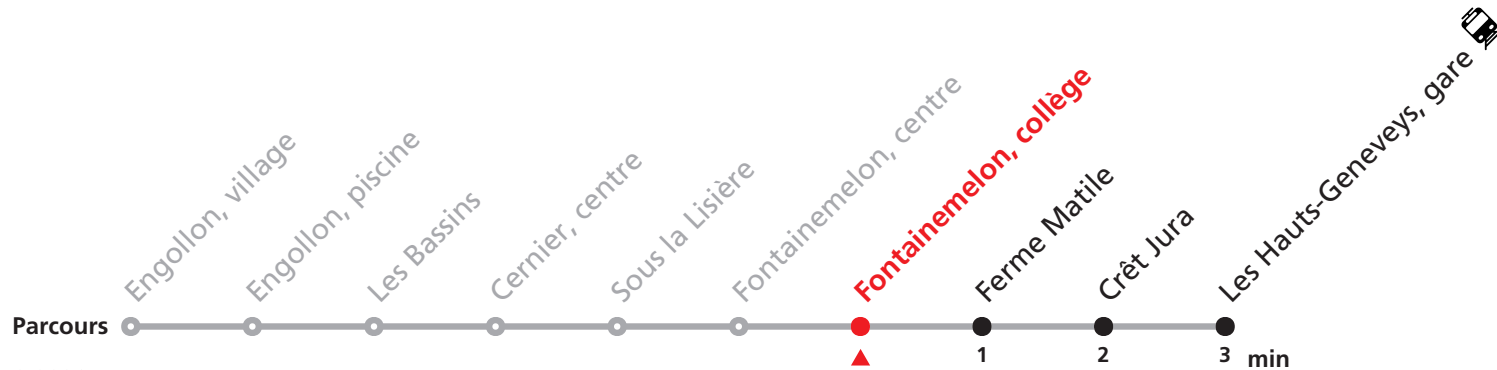 Engollon, village
Engollon, piscine
Les Bassins
Cernier, centre
Sous la Lisière
Fontainemelon, centre
Fontainemelon, collège
Ferme Matile
Crêt Jura
Les Hauts-Geneveys, gare
Parcours
1 2 3 min